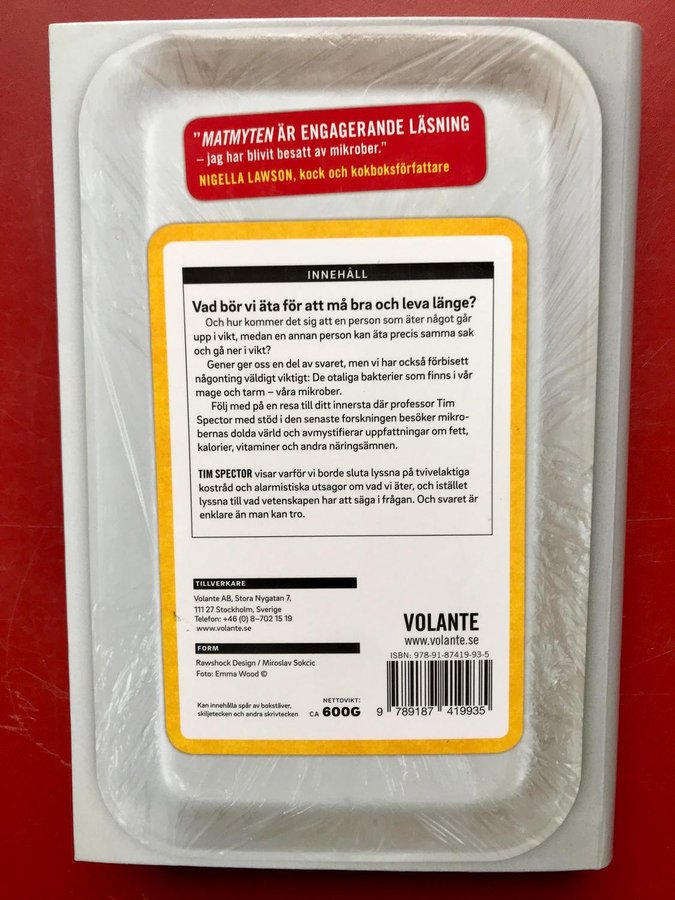 ”MATMYTEN ÄR ENGAGERANDE LÄSNING
– jag har blivit besatt av mikrober.”
NIGELLA LAWSON, kock och kokboksförfattare
INNEHÅLL
Vad bör vi äta för att må bra och leva länge?
Och hur kommer det sig att en person som äter något går
upp i vikt, medan en annan person kan äta precis samma sak
och gå ner i vikt?
Gener ger oss en del av svaret, men vi har också förbisett
någonting väldigt viktigt: De otaliga bakterier som finns i vår
mage och tarm – våra mikrober.
Följ med på en resa till ditt innersta där professor Tim
Spector med stöd i den senaste forskningen besöker mikro-
bernas dolda värld och avmystifierar uppfattningar om fett,
kalorier, vitaminer och andra näringsämnen.
TIM SPECTOR visar varför vi borde sluta lyssna på tvivelaktiga
kostråd och alarmistiska utsagor om vad vi äter, och istället
lyssna till vad vetenskapen har att säga i frågan. Och svaret är
enklare än man kan tro.
TILLVERKARE
Volante AB, Stora Nygatan 7,
111 27 Stockholm, Sverige
Telefon: +46 (0) 8-702 15 19
www.volante.se
FORM
Rawshock Design / Miroslav Sokcic
Foto: Emma Wood ©
Kan innehålla spår av bokstäver,
skiljetecken och andra skrivtecken
NETTOVIKT:
CA 600G
VOLANTE
www.volante.se
ISBN: 978-91-87419-93-5
9 789187 419935